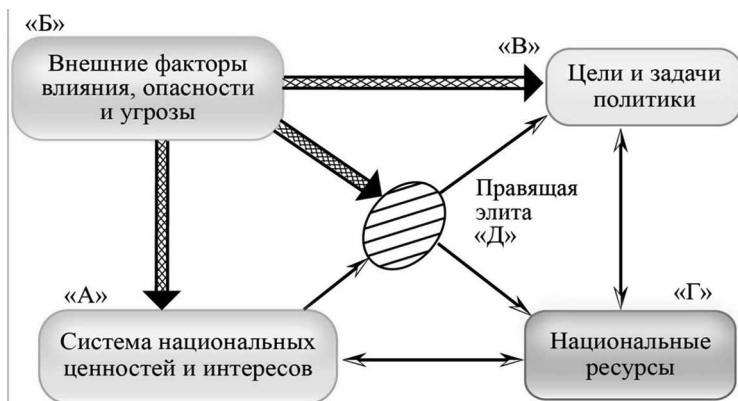 «Б»
Внешние факторы
влияния, опасности
и угрозы
«В»
Цели и задачи
политики
Правящая
элита
«Д»
«А»
Система национальных
ценностей и интересов
«Г»
Национальные
ресурсы